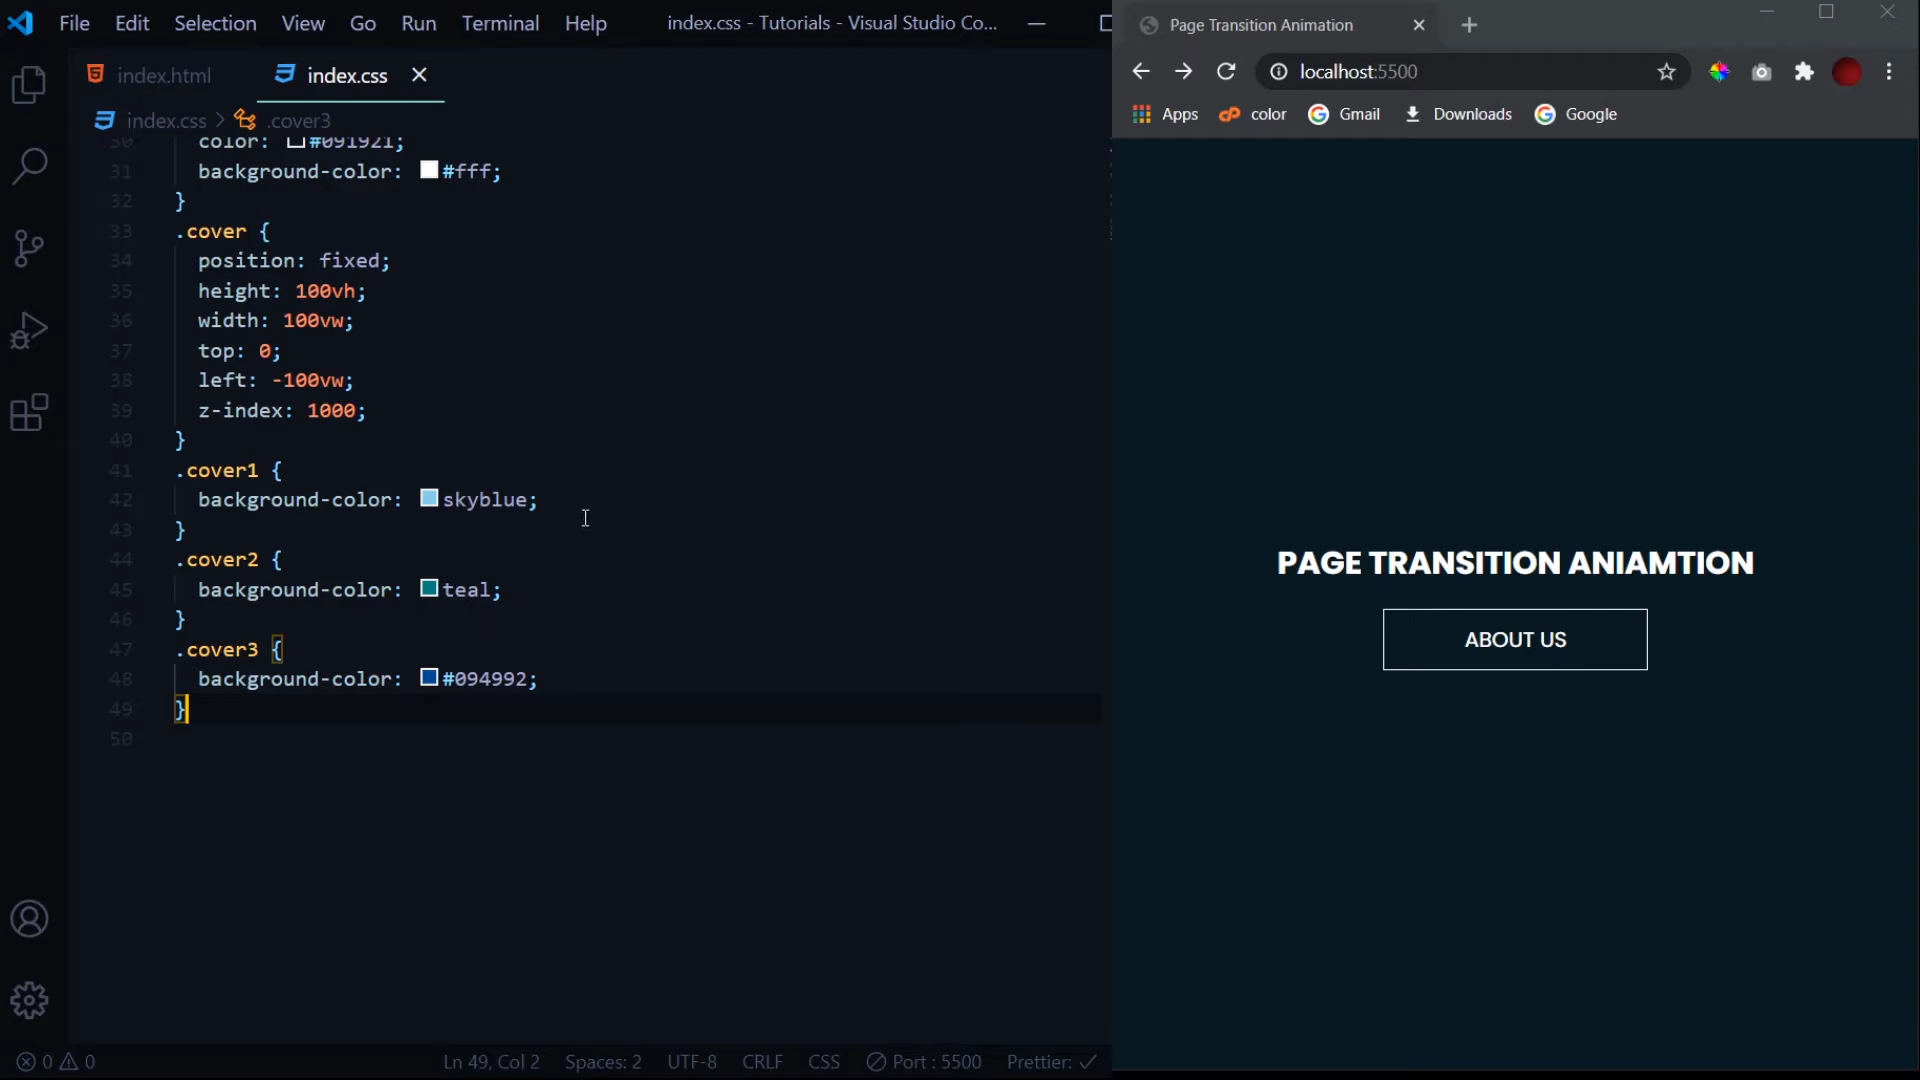 File Edit Selection View Go Run Terminal Help index.css - Tutorials - Visual Studio Co...
index.html index.css
index.css > .cover3
30 color: #091921;
31 background-color: #fff;
32 }
33 .cover {
34 position: fixed;
35 height: 100vh;
36 width: 100vw;
37 top: 0;
38 left: -100vw;
39 z-index: 1000;
40 }
41 .cover1 {
42 background-color: skyblue;
43 }
44 .cover2 {
45 background-color: teal;
46 }
47 .cover3 {
48 background-color: #094992;
49 }
50
0 0 Ln 49, Col 2 Spaces: 2 UTF-8 CRLF CSS Port : 5500 Prettier: ✓
Page Transition Animation
localhost:5500
Apps color Gmail Downloads Google
PAGE TRANSITION ANIAMTION
ABOUT US